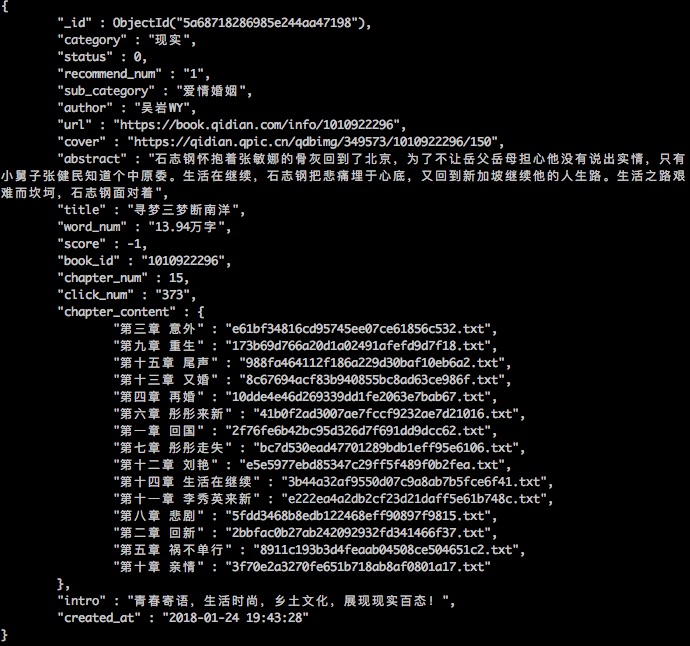 {
"_id" : ObjectId("5a68718286985e244aa47198"),
"category" : "现实",
"status" : 0,
"recommend_num" : "1",
"sub_category" : "爱情婚姻",
"author" : "吴岩WY",
"url" : "https://book.qidian.com/info/1010922296",
"cover" : "https://qidian.qpic.cn/qdbimg/349573/1010922296/150",
"abstract" : "石志钢怀抱着张敏娜的骨灰回到了北京，为了不让岳父岳母担心他没有说出实情，只有
小舅子张健民知道个中原委。生活在继续，石志钢把悲痛埋于心底，又回到新加坡继续他的人生路。生活之路艰
难而坎坷，石志钢面对着",
"title" : "寻梦三梦断南洋",
"word_num" : "13.94万字",
"score" : -1,
"book_id" : "1010922296",
"chapter_num" : 15,
"click_num" : "373",
"chapter_content" : {
"第三章 意外" : "e61bf34816cd95745ee07ce61856c532.txt",
"第九章 重生" : "173b69d766a20d1a02491afefd9d7f18.txt",
"第十五章 尾声" : "988fa464112f186a229d30baf10eb6a2.txt",
"第十三章 又婚" : "8c67694acf83b940855bc8ad63ce986f.txt",
"第四章 再婚" : "10dde4e46d269339dd1fe2063e7bab67.txt",
"第六章 彤彤来新" : "41b0f2ad3007ae7fccf9232ae7d21016.txt",
"第一章 回国" : "2f76fe6b42bc95d326d7f691dd9dcc62.txt",
"第七章 彤彤走失" : "bc7d530ead47701289bdb1eff95e6106.txt",
"第十二章 刘艳" : "e5e5977ebd85347c29ff5f489f0b2fea.txt",
"第十四章 生活在继续" : "3b44a32af9550d07c9a8ab7b5fce6f41.txt",
"第十一章 李秀英来新" : "e222ea4a2db2cf23d21daff5e61b748c.txt",
"第八章 悲剧" : "5fdd3468b8edb122468eff90897f9815.txt",
"第二章 回新" : "2bbfac0b27ab242092932fd341466f37.txt",
"第五章 祸不单行" : "8911c193b3d4feaab04508ce504651c2.txt",
"第十章 亲情" : "3f70e2a3270fe651b718ab8af0801a17.txt"
},
"intro" : "青春寄语，生活时尚，乡土文化，展现现实百态！",
"created_at" : "2018-01-24 19:43:28"
}